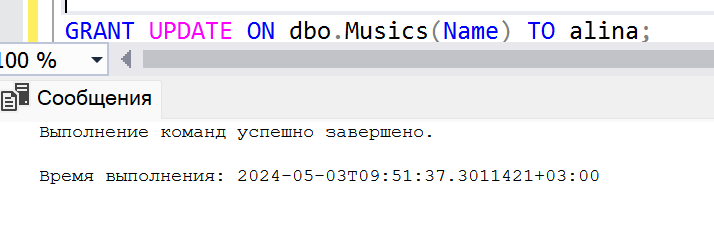 GRANT UPDATE ON dbo.Musics(Name) TO alina;
100 %
Сообщения
Выполнение команд успешно завершено.
Время выполнения: 2024-05-03T09:51:37.3011421+03:00